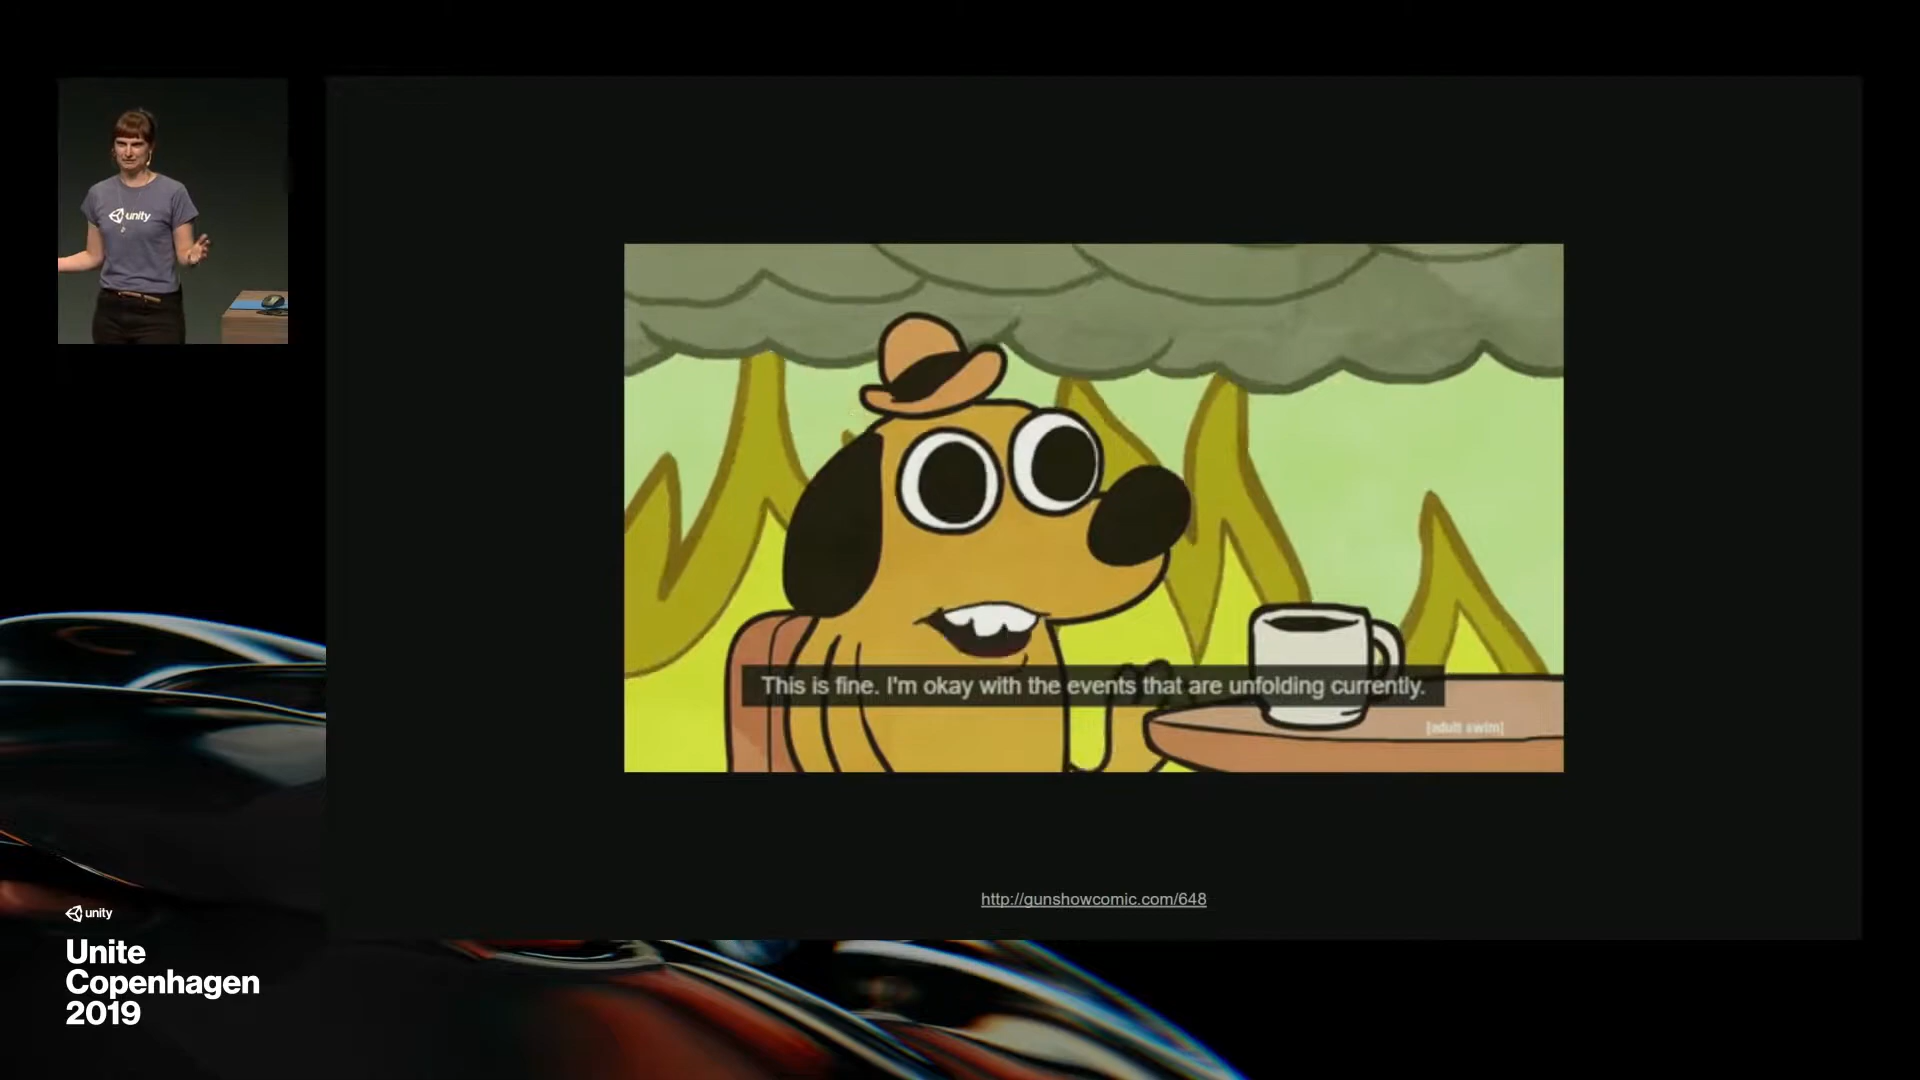 unity
This is fine. I'm okay with the events that are unfolding currently.
[adult swim]
http://gunshowcomic.com/648
unity
Unite
Copenhagen
2019